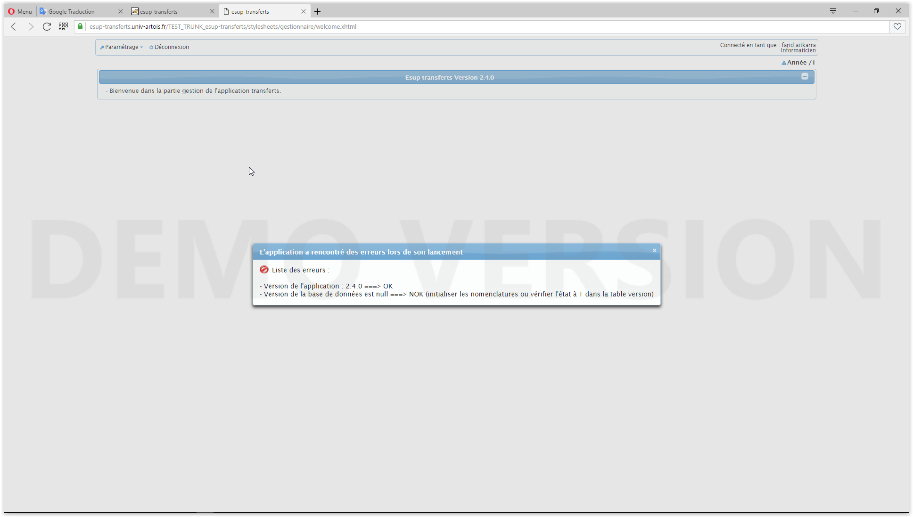 Menu
Google Traduction
esup-transferts
esup-transferts
esup-transferts.univ-artois.fr/TEST_TRUNK_esup-transferts/stylesheets/gestionnaire/welcome.xhtml
Paramétrage
Déconnexion
Connecté en tant que
Informaticien
Année / I
Esup transferts Version 2.4.0
- Bienvenue dans la partie gestion de l'application transferts.
DEMO VERSION
L'application a rencontré des erreurs lors de son lancement
Liste des erreurs :
- Version de l'application : 2.4.0 ===> OK
- Version de la base de données est null ===> NOK (initialiser les nomenclatures ou vérifier l'état à 1 dans la table version)